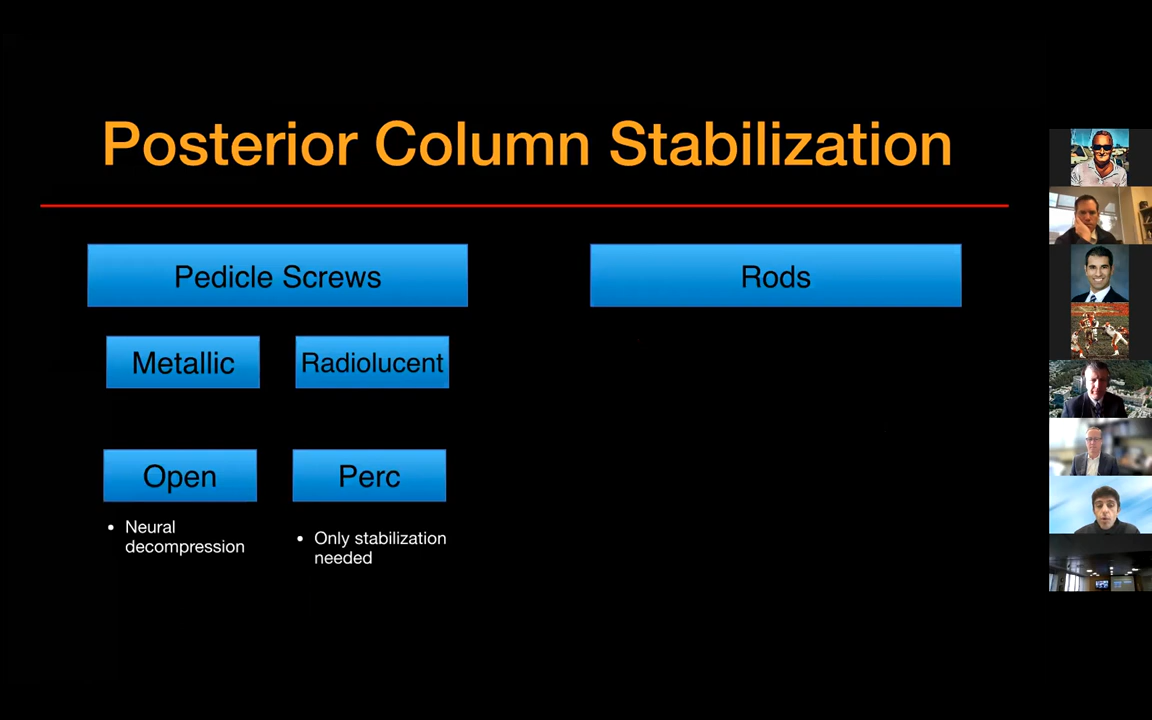 Posterior Column Stabilization
Pedicle Screws
Rods
Metallic
Radiolucent
Open
Perc
• Neural
decompression
• Only stabilization
needed